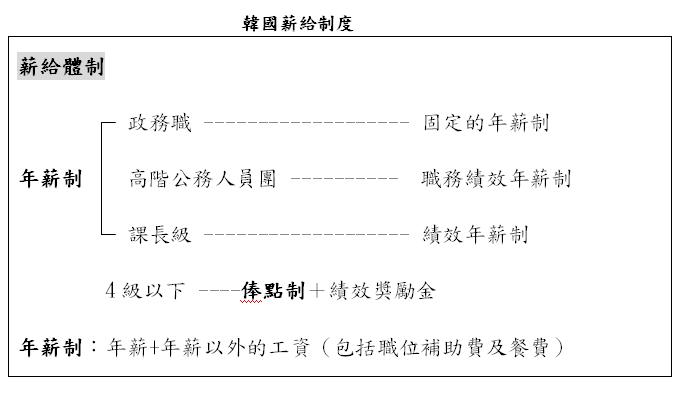 韓國薪給制度
薪給體制
政務職 ------------------- 固定的年薪制
年薪制 高階公務人員團 ---------- 職務績效年薪制
課長級 ------------------- 績效年薪制
4級以下 ----俸點制＋績效獎勵金
年薪制：年薪+年薪以外的工資（包括職位補助費及餐費）